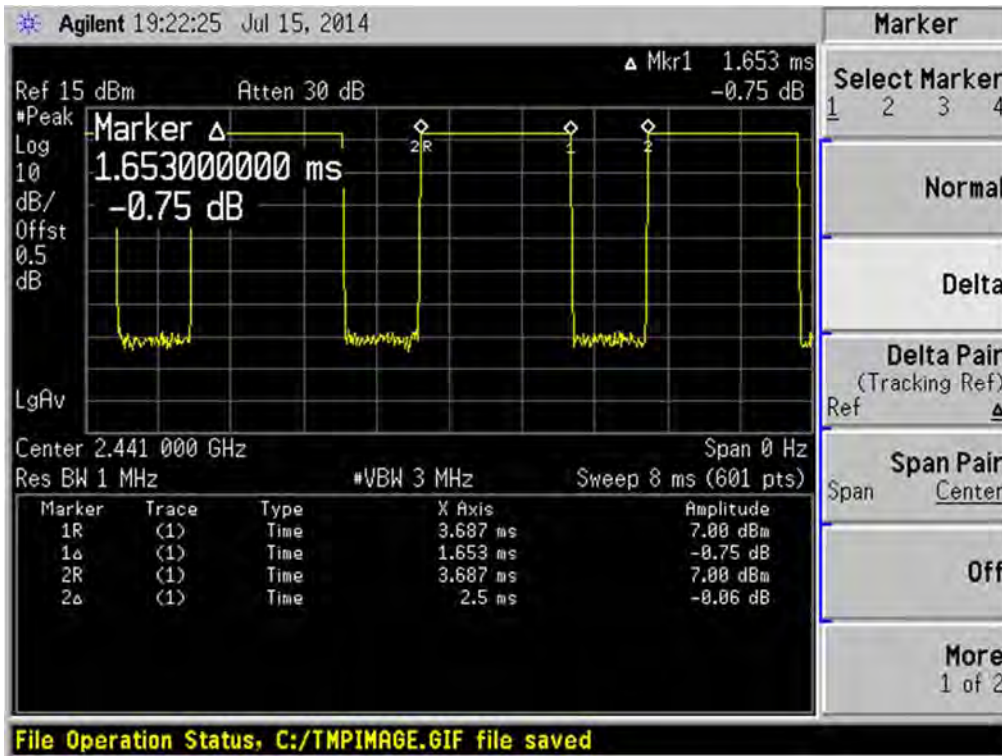 Agilent 19:22:25 Jul 15, 2014
Marker
Δ Mkr1 1.653 ms
Ref 15 dBm Atten 30 dB -0.75 dB
#Peak
Log
10
dB/
Offst
0.5
dB
Marker Δ
1.653000000 ms
-0.75 dB
2R
1
2
LgAv
Center 2.441 000 GHz Span 0 Hz
Res BW 1 MHz #VBW 3 MHz Sweep 8 ms (601 pts)
Marker Trace Type X Axis Amplitude
1R (1) Time 3.687 ms 7.08 dBm
1Δ (1) Time 1.653 ms -0.75 dB
2R (1) Time 3.687 ms 7.08 dBm
2Δ (1) Time 2.5 ms -0.06 dB
Select Marker
1 2 3 4
Normal
Delta
Delta Pair
(Tracking Ref)
Ref Δ
Span Pair
Span Center
Off
More
1 of 2
File Operation Status, C:/TMPIMAGE.GIF file saved